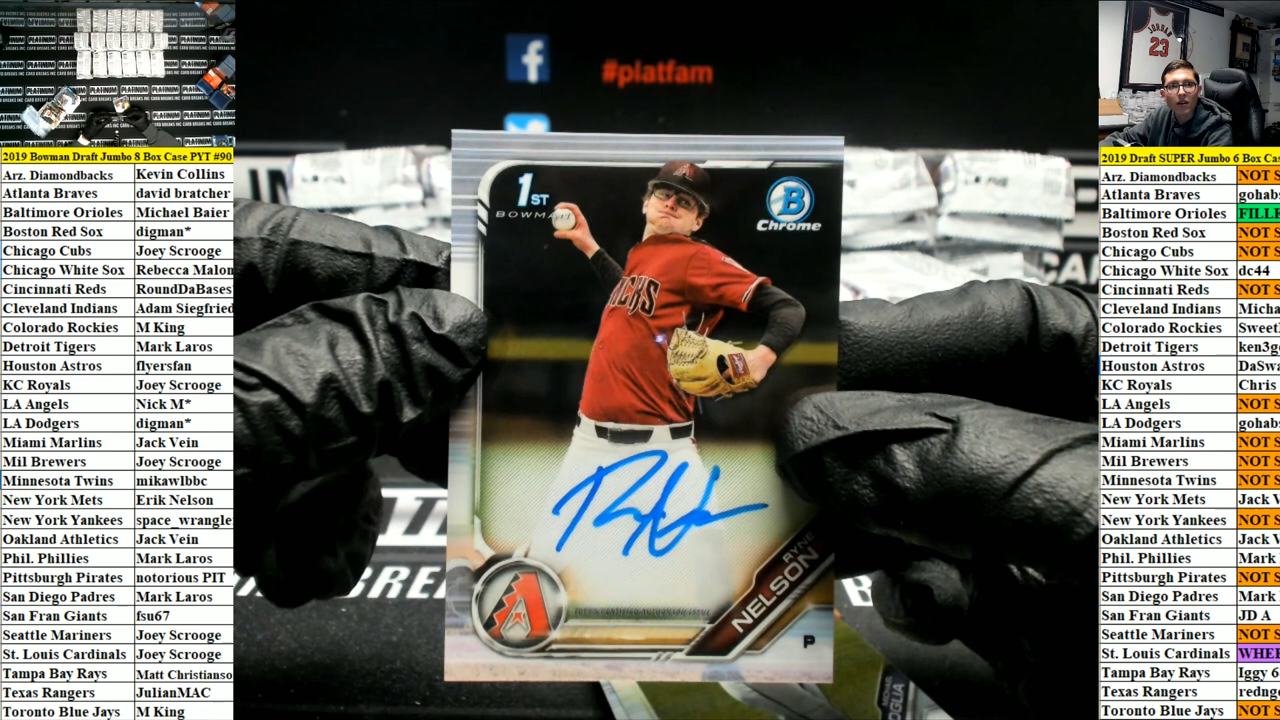 #platfam
JORDAN
23
2019 Bowman Draft Jumbo 8 Box Case PYT #90
Arz. Diamondbacks Kevin Collins
Atlanta Braves david bratcher
Baltimore Orioles Michael Baier
Boston Red Sox digman*
Chicago Cubs Joey Scrooge
Chicago White Sox Rebecca Malon
Cincinnati Reds RoundDaBases
Cleveland Indians Adam Siegfried
Colorado Rockies M King
Detroit Tigers Mark Laros
Houston Astros flyersfan
KC Royals Joey Scrooge
LA Angels Nick M*
LA Dodgers digman*
Miami Marlins Jack Vein
Mil Brewers Joey Scrooge
Minnesota Twins mikawlbbc
New York Mets Erik Nelson
New York Yankees space_wrangle
Oakland Athletics Jack Vein
Phil. Phillies Mark Laros
Pittsburgh Pirates notorious PIT
San Diego Padres Mark Laros
San Fran Giants fsu67
Seattle Mariners Joey Scrooge
St. Louis Cardinals Joey Scrooge
Tampa Bay Rays Matt Christianso
Texas Rangers JulianMAC
Toronto Blue Jays M King
1ST
BOWMAN
B
Chrome
RYNE
NELSON
P
2019 Draft SUPER Jumbo 6 Box Cas
Arz. Diamondbacks NOT S
Atlanta Braves gohab
Baltimore Orioles FILLE
Boston Red Sox NOT S
Chicago Cubs NOT S
Chicago White Sox dc44
Cincinnati Reds NOT S
Cleveland Indians Micha
Colorado Rockies Sweet
Detroit Tigers ken3g
Houston Astros DaSwa
KC Royals Chris
LA Angels NOT S
LA Dodgers gohab
Miami Marlins NOT S
Mil Brewers NOT S
Minnesota Twins NOT S
New York Mets Jack V
New York Yankees NOT S
Oakland Athletics Jack V
Phil. Phillies Mark
Pittsburgh Pirates NOT S
San Diego Padres Mark
San Fran Giants JD A
Seattle Mariners NOT S
St. Louis Cardinals WHEE
Tampa Bay Rays Iggy 6
Texas Rangers redng
Toronto Blue Jays NOT S